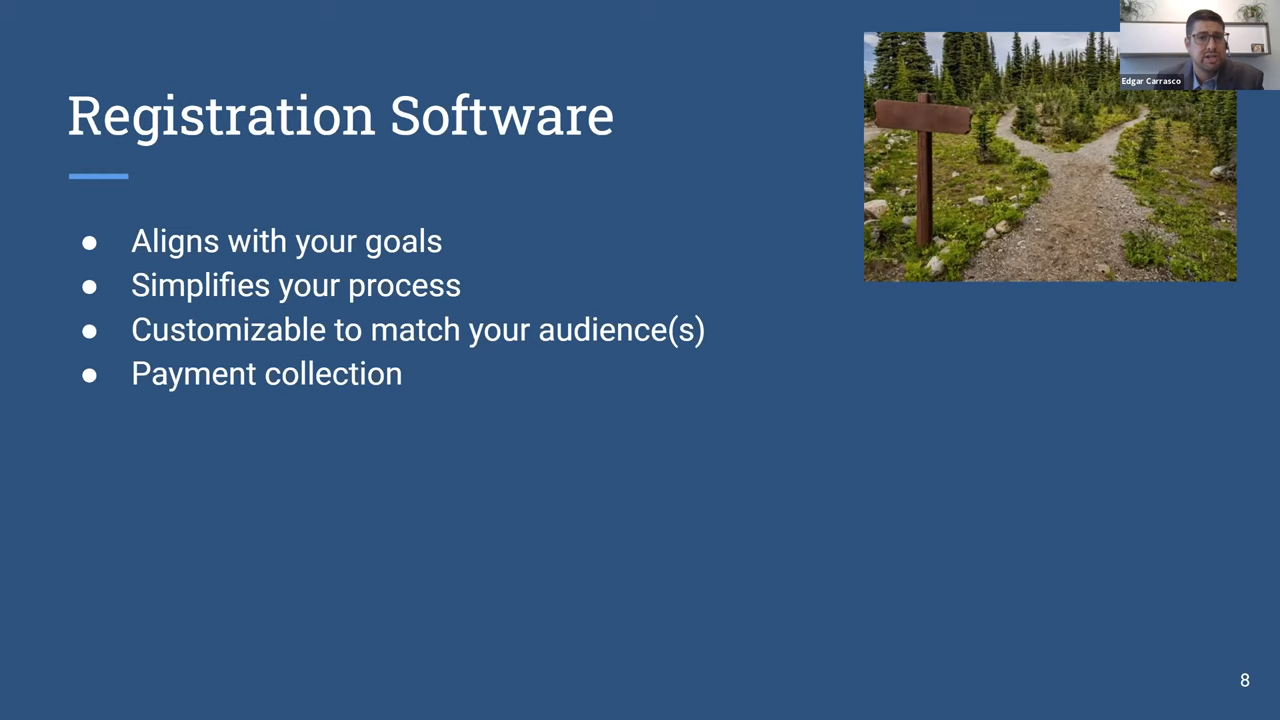 Edgar Carrasco
Registration Software
● Aligns with your goals
● Simplifies your process
● Customizable to match your audience(s)
● Payment collection
8